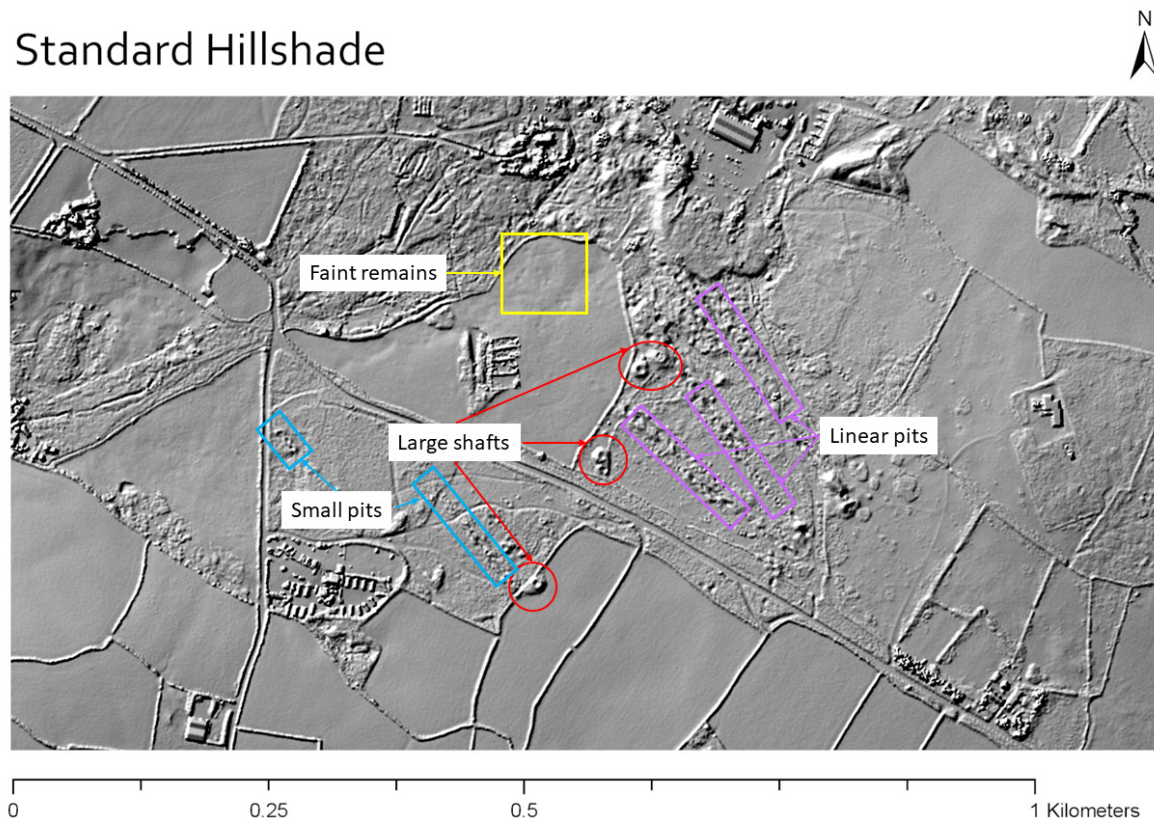 Standard Hillshade
N
Faint remains
Large shafts
Linear pits
Small pits
0 0.25 0.5 1 Kilometers